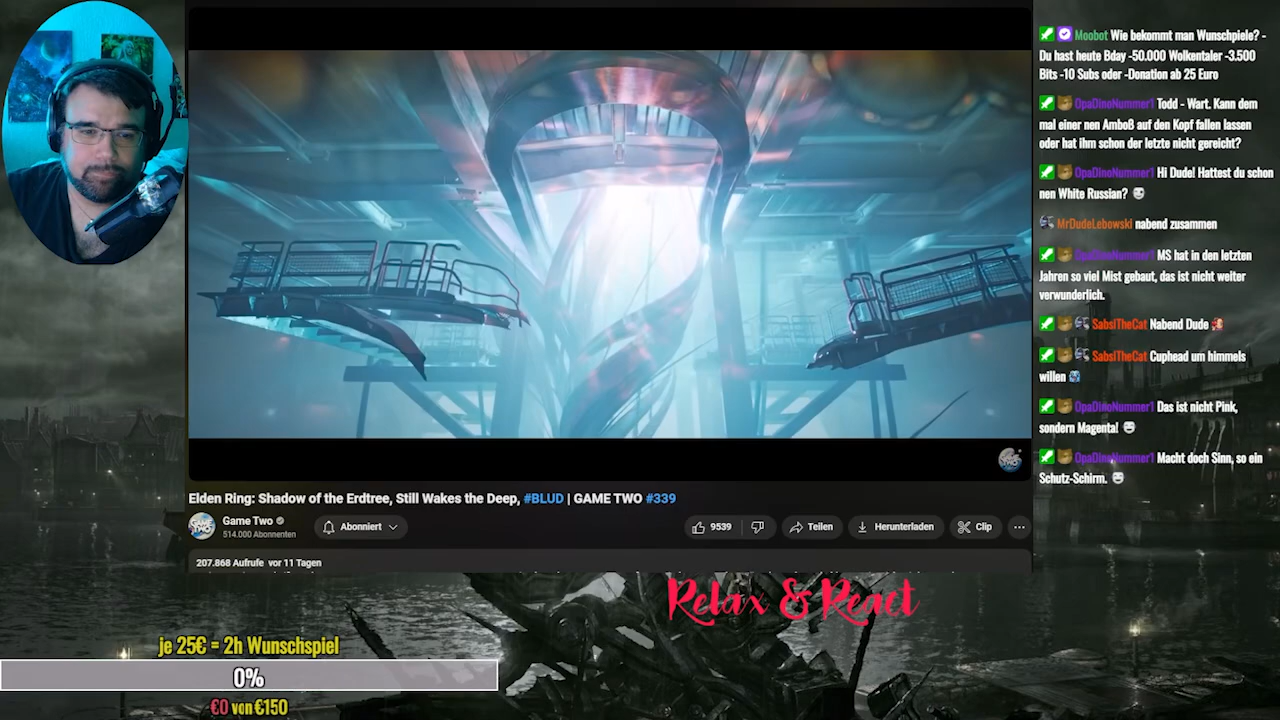 Moobot Wie bekommt man Wunschpiele? -
Du hast heute Bday -50.000 Wolkentaler -3.500
Bits -10 Subs oder -Donation ab 25 Euro
OpaDinoNummer1 Todd - Wart. Kann dem
mal einer nen Amboß auf den Kopf fallen lassen
oder hat ihm schon der letzte nicht gereicht?
OpaDinoNummer1 Hi Dude! Hattest du schon
nen White Russian?
MrDudeLebowski nabend zusammen
OpaDinoNummer1 MS hat in den letzten
Jahren so viel Mist gebaut, das ist nicht weiter
verwunderlich.
SabsiTheCat Nabend Dude
SabsiTheCat Cuphead um himmels
willen
OpaDinoNummer1 Das ist nicht Pink,
sondern Magenta!
OpaDinoNummer1 Macht doch Sinn, so ein
Schutz-Schirm.
Elden Ring: Shadow of the Erdtree, Still Wakes the Deep, #BLUD | GAME TWO #339
GAME TWO
Game Two
514.000 Abonnenten
Abonniert
9539
Teilen
Herunterladen
Clip
207.868 Aufrufe vor 11 Tagen
Relax & React
je 25€ = 2h Wunschspiel
0%
€0 von €150